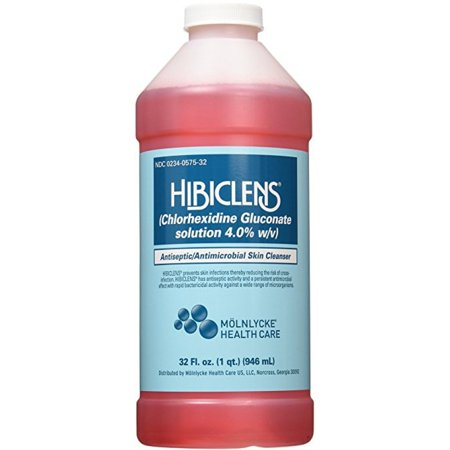 NDC 0234-0575-32
HIBICLENS®
(Chlorhexidine Gluconate
solution 4.0% w/v)
Antiseptic/Antimicrobial Skin Cleanser
HIBICLENS® prevents skin infections thereby reducing the risk of cross-
infection. HIBICLENS® has antiseptic activity and a persistent antimicrobial
effect with rapid bactericidal activity against a wide range of microorganisms.
MÖLNLYCKE®
HEALTH CARE
32 Fl. oz. (1 qt.) (946 mL)
Distributed by Mölnlycke Health Care US, LLC, Norcross, Georgia 30092